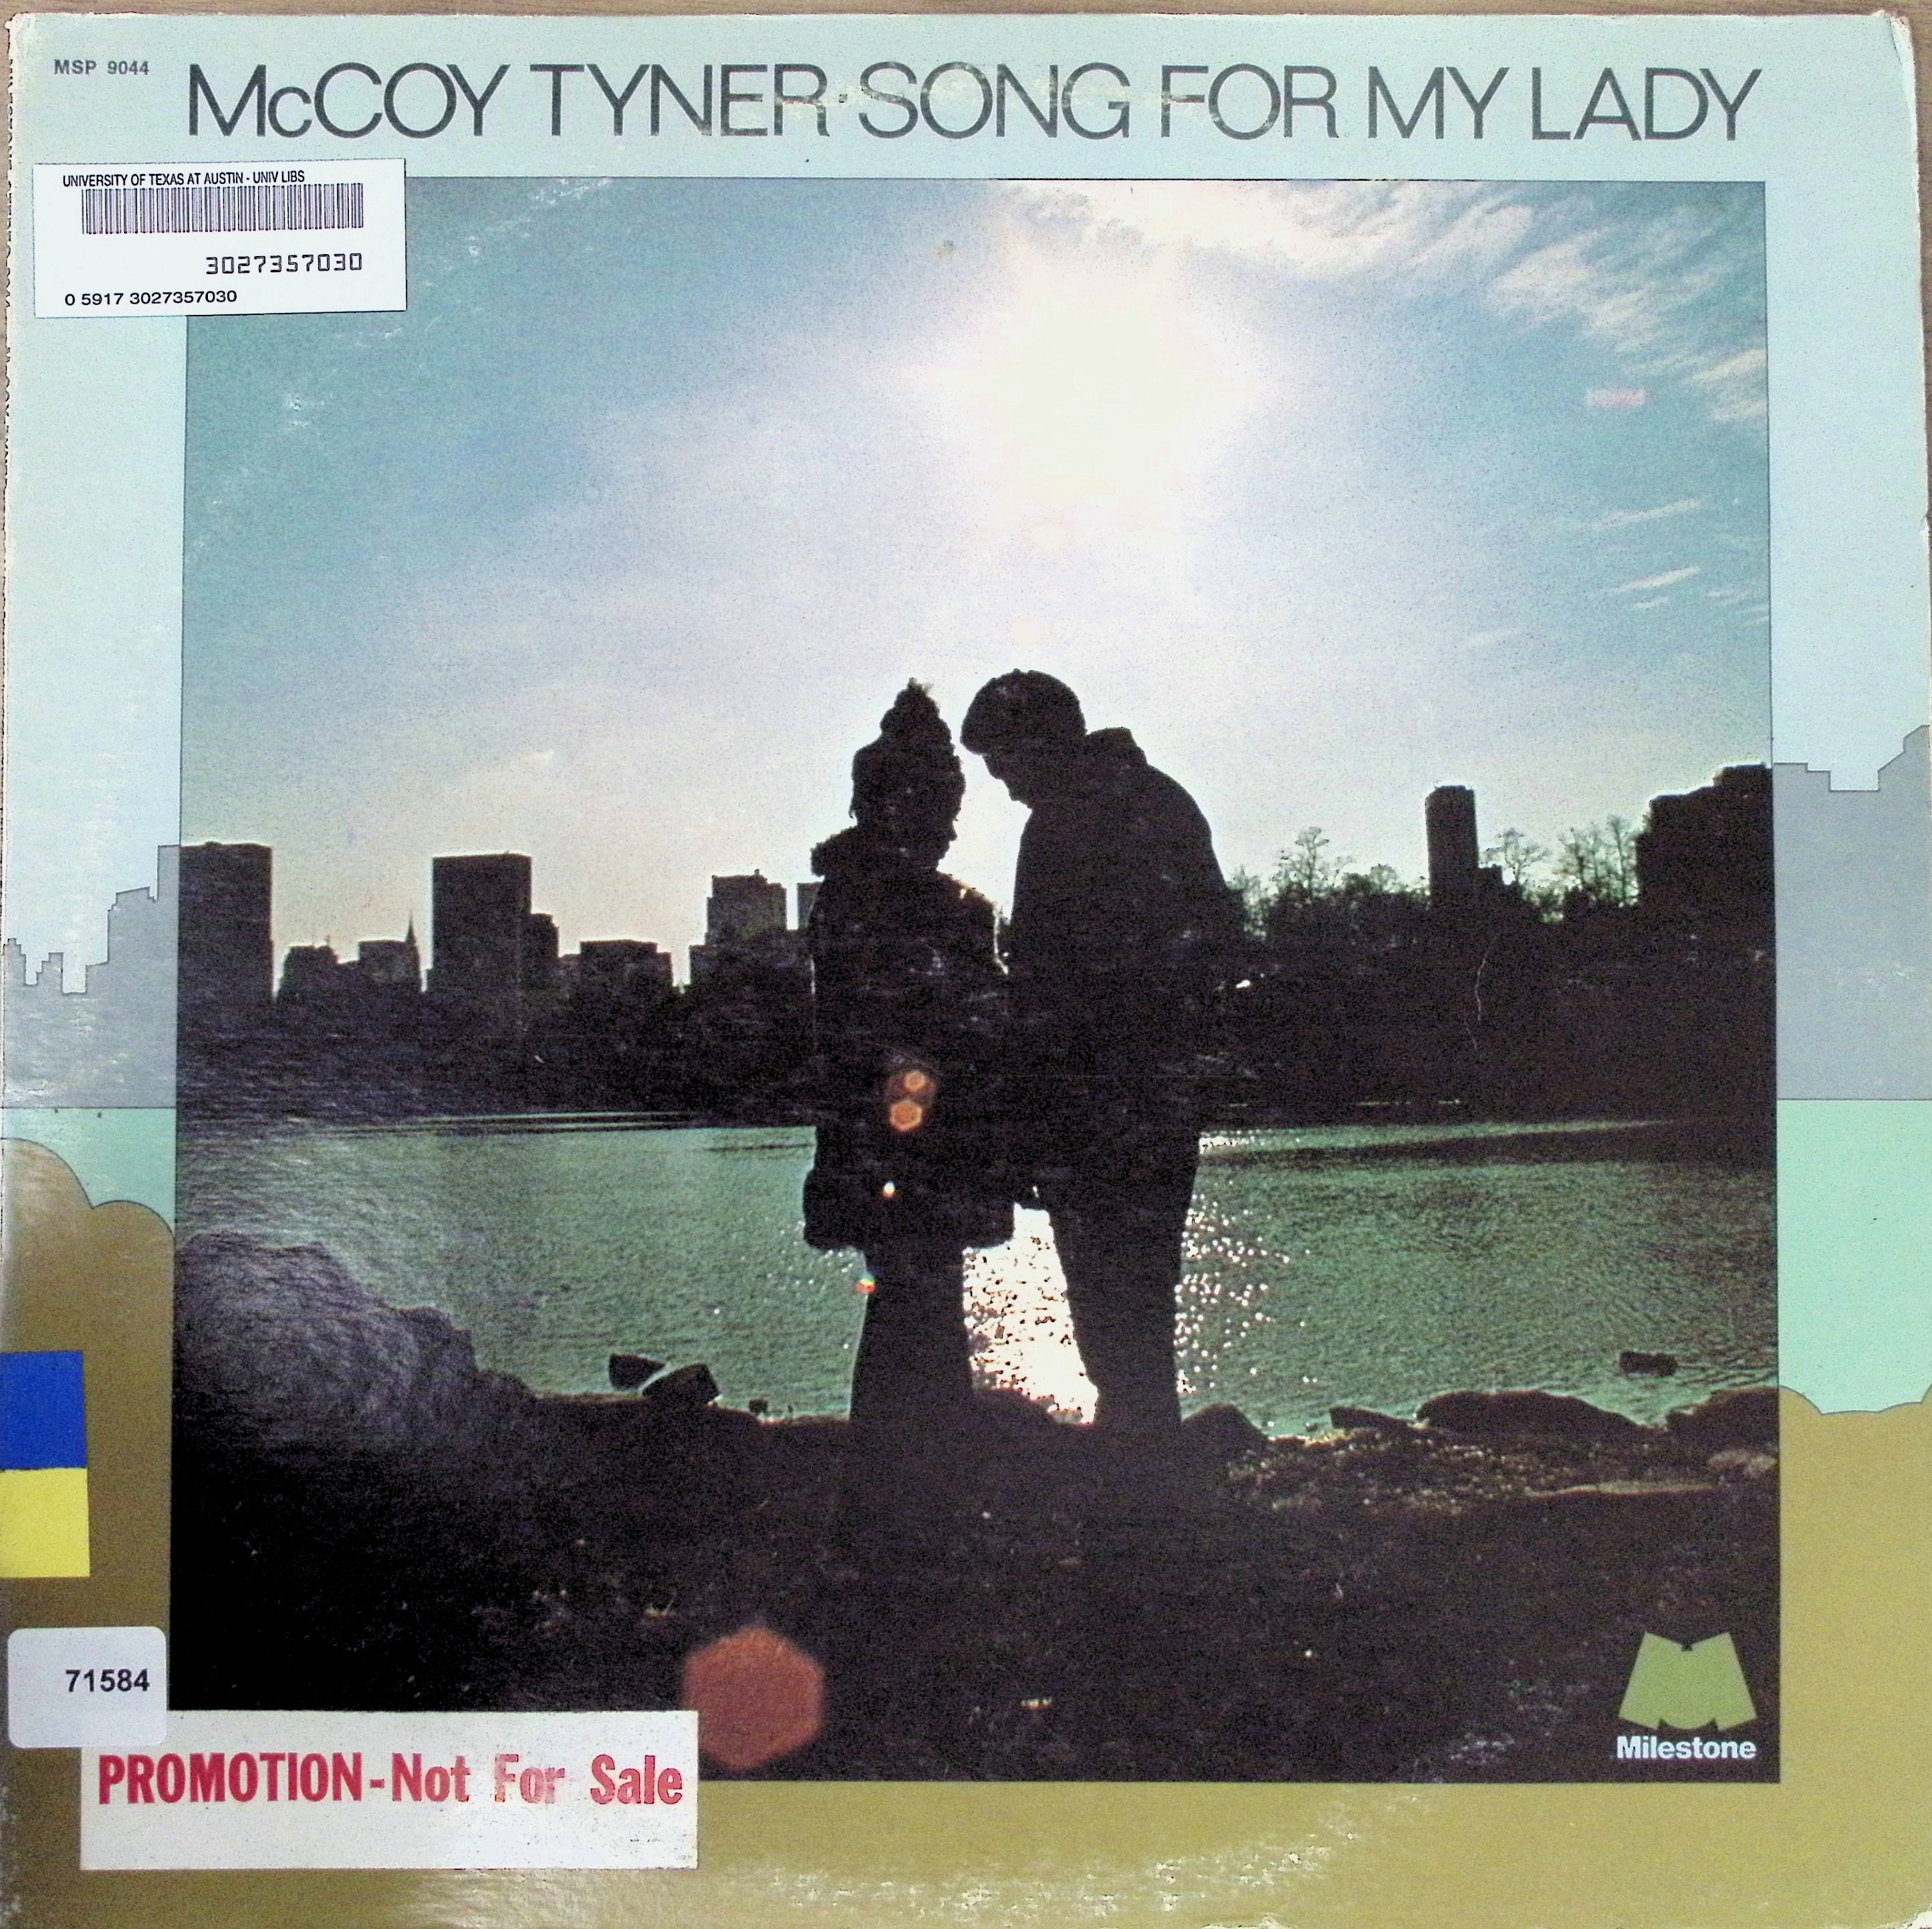 MSP 9044
McCOY TYNER·SONG FOR MY LADY
UNIVERSITY OF TEXAS AT AUSTIN - UNIV LIBS
3027357030
0 5917 3027357030
71584
PROMOTION-Not For Sale
Milestone